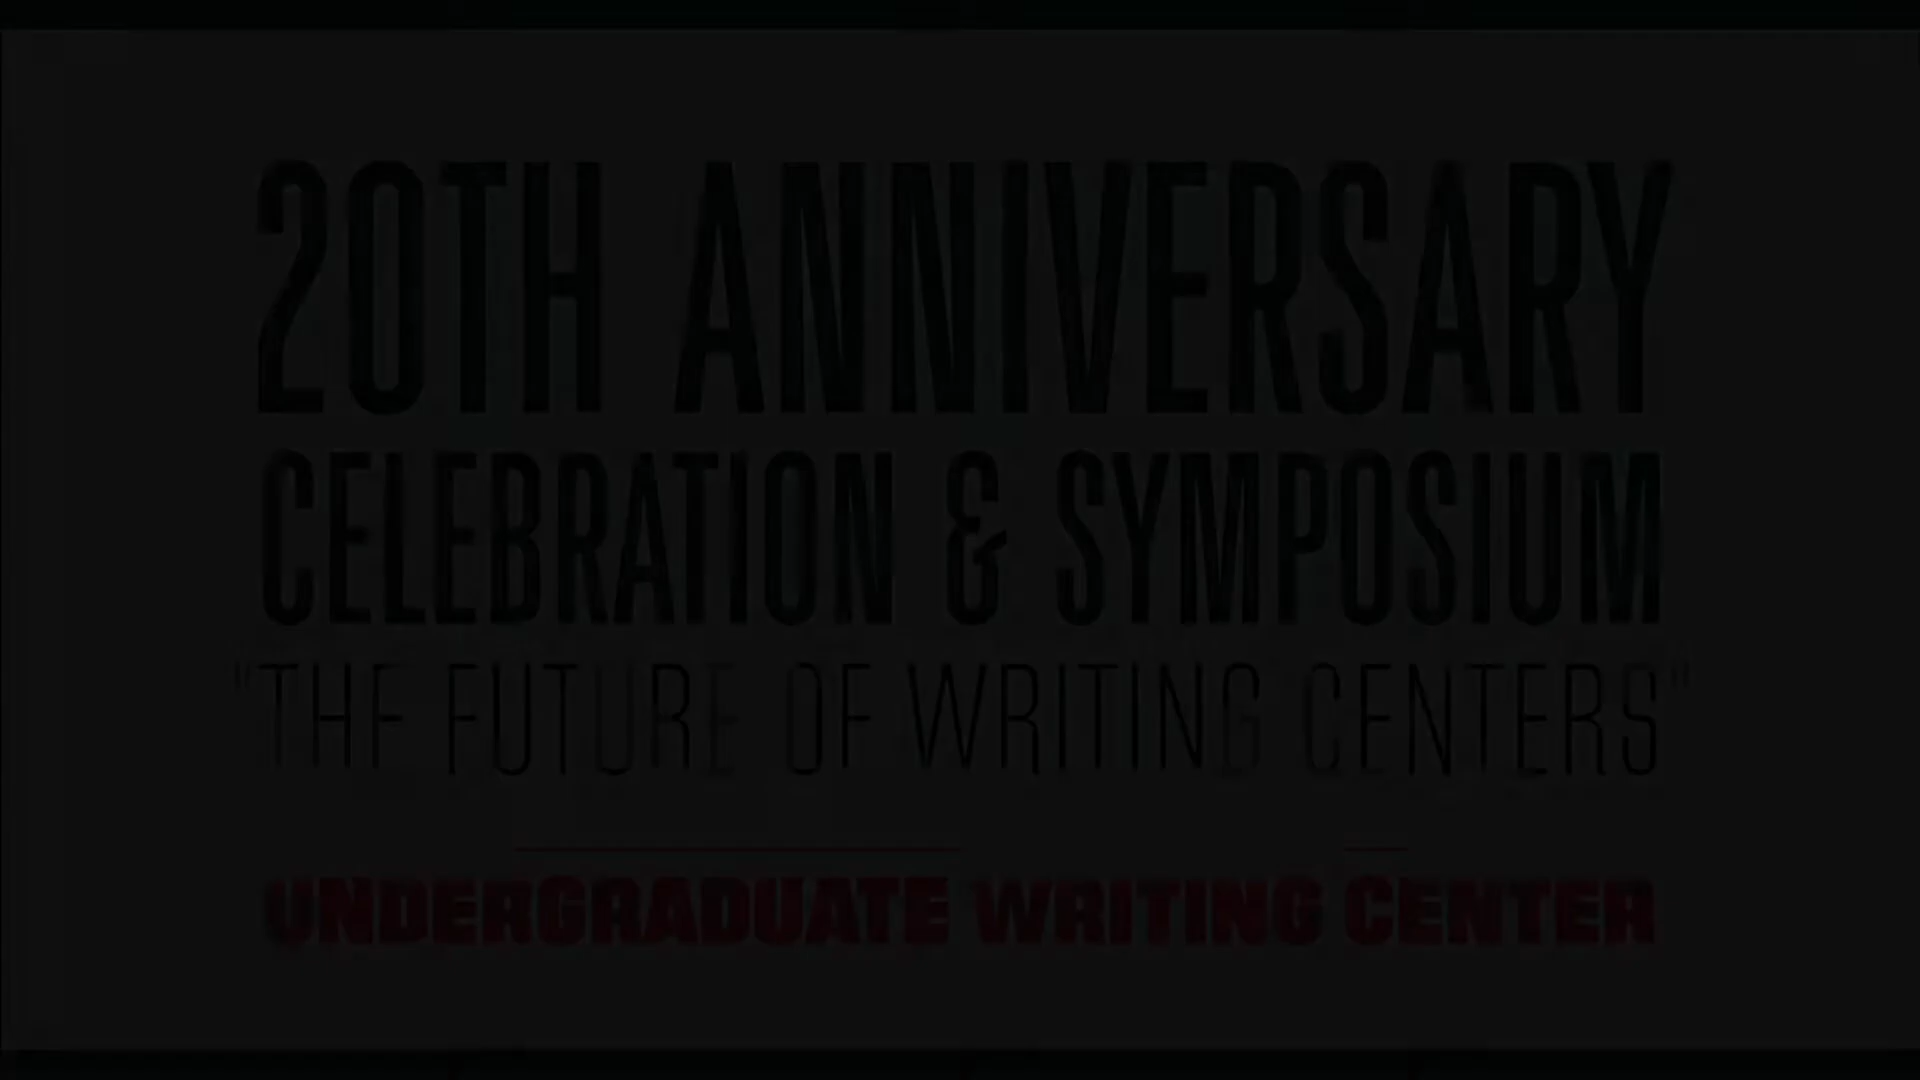 20TH ANNIVERSARY
CELEBRATION & SYMPOSIUM
"THE FUTURE OF WRITING CENTERS"
UNDERGRADUATE WRITING CENTER